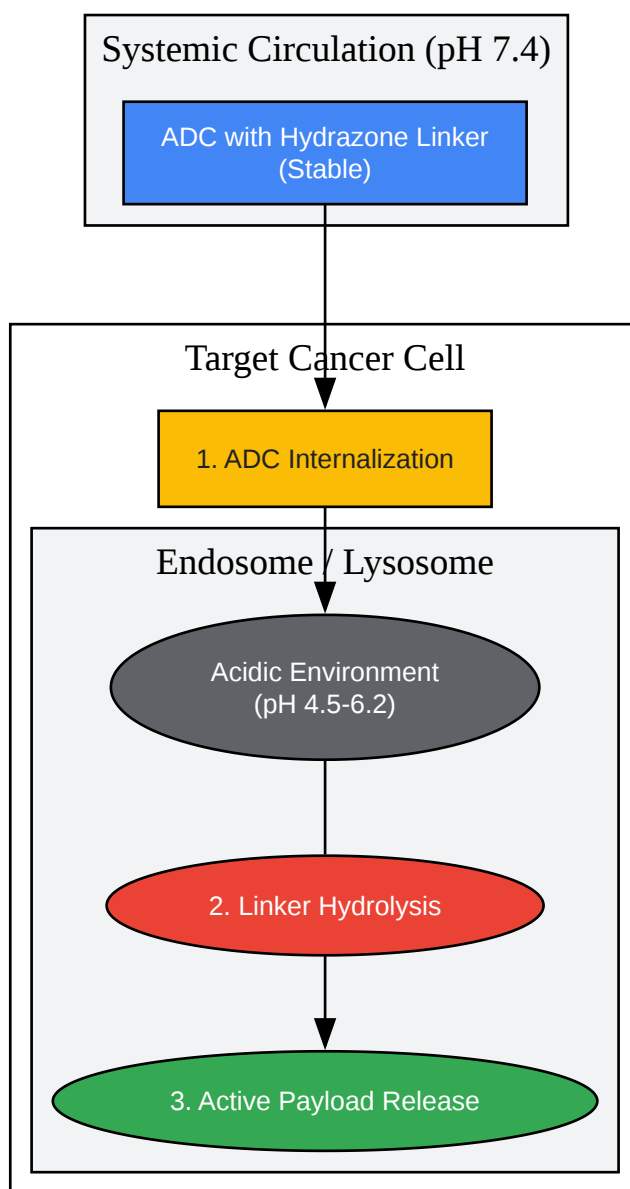 Systemic Circulation (pH 7.4)
ADC with Hydrazone Linker
(Stable)
Target Cancer Cell
1. ADC Internalization
Endosome / Lysosome
Acidic Environment
(pH 4.5-6.2)
2. Linker Hydrolysis
3. Active Payload Release